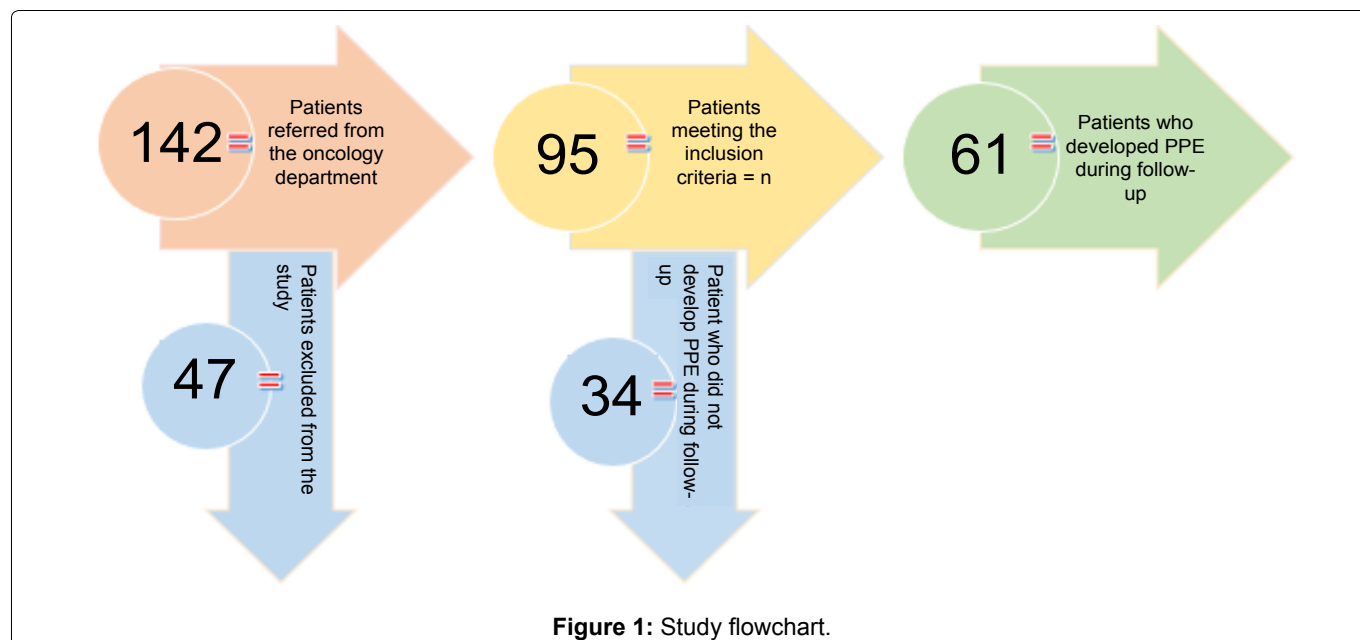 142 =
Patients
referred from
the oncology
department
95 =
Patients
meeting the
inclusion
criteria = n
61 =
Patients who
developed PPE
during follow-
up
47 =
Patients excluded from the
study
34 =
Patient who did not
develop PPE during follow-
up
Figure 1: Study flowchart.